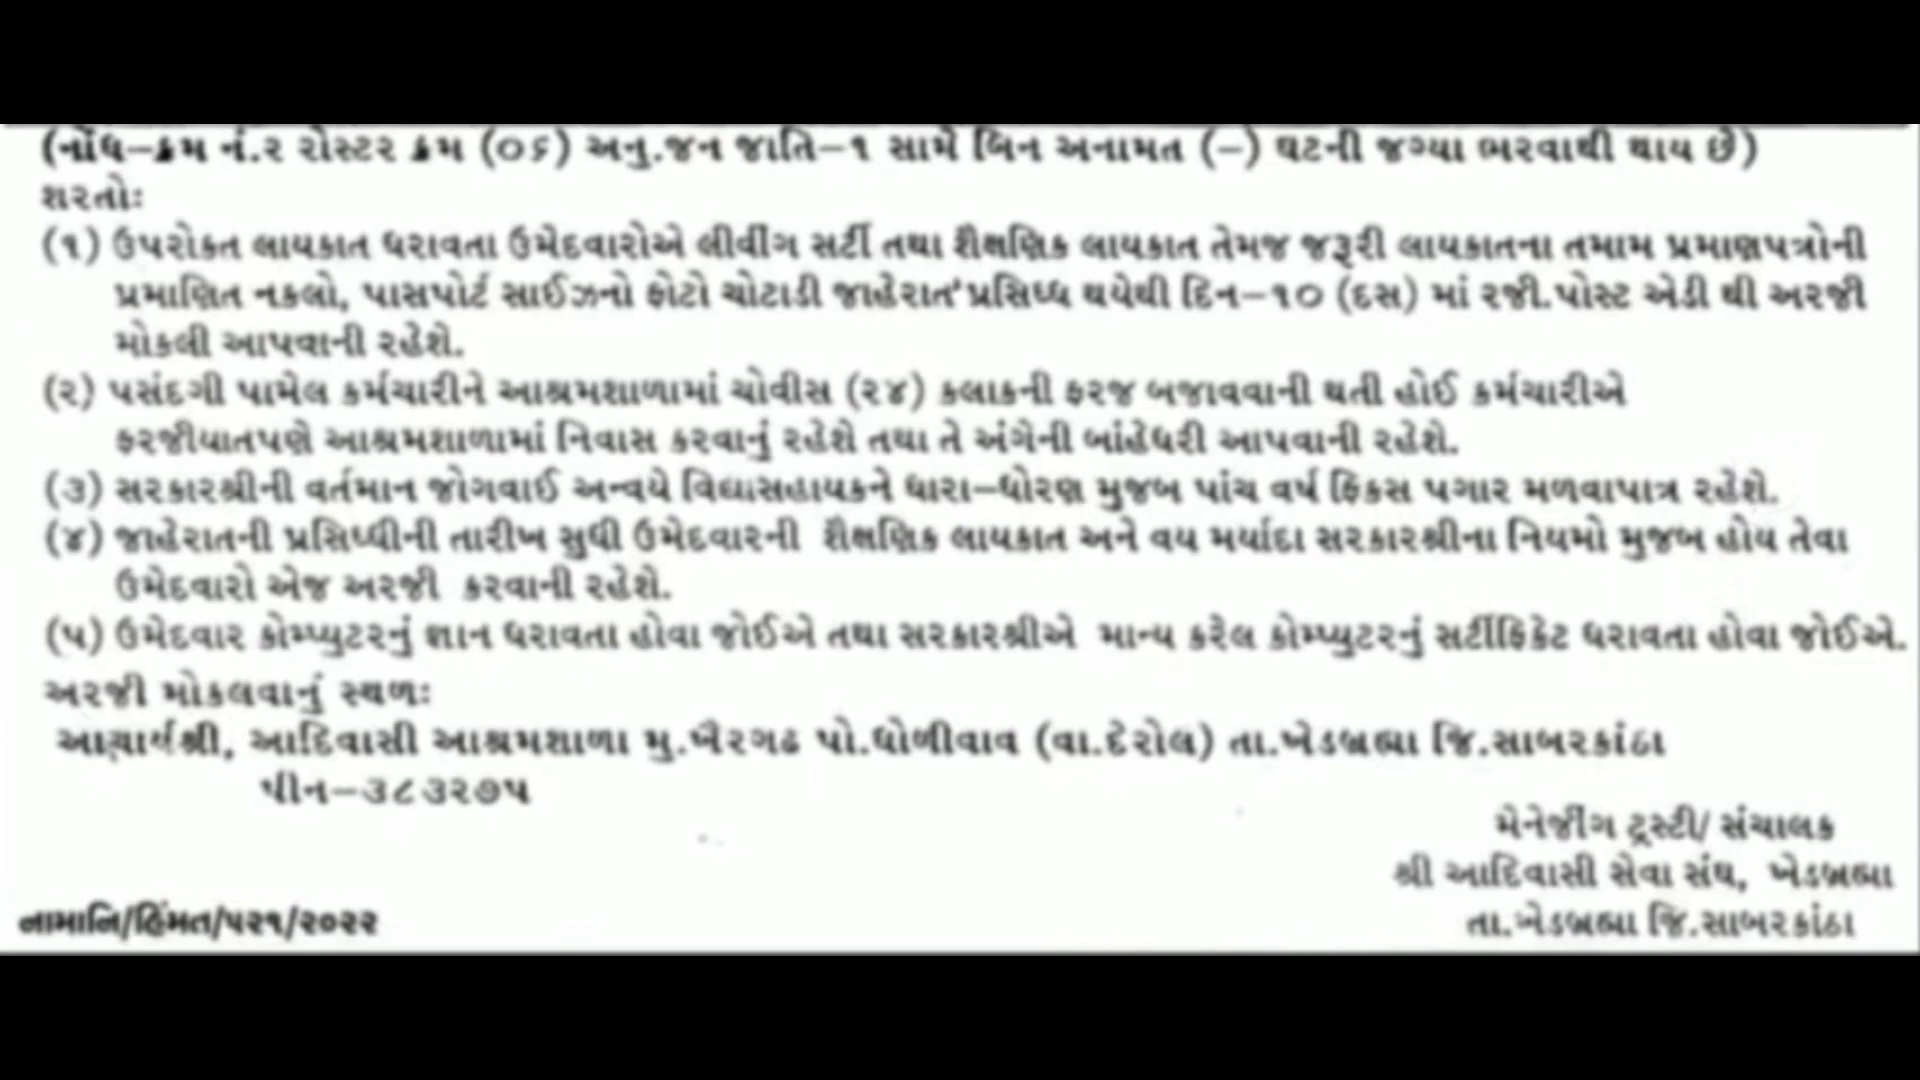 (નોંધ–ક્રમ નં.ર રોસ્ટર ક્રમ (૦૬) અનુ.જન જાતિ–૧ સામે બિન અનામત (–) ઘટની જગ્યા ભરવાથી થાય છે)
શરતોઃ
(૧) ઉપરોકત લાયકાત ધરાવતા ઉમેદવારોએ લીવીંગ સર્ટી તથા શૈક્ષણિક લાયકાત તેમજ જરૂરી લાયકાતના તમામ પ્રમાણપત્રોની
પ્રમાણિત નકલો, પાસપોર્ટ સાઈઝનો ફોટો ચોટાડી જાહેરાત પ્રસિધ્ધ થયેથી દિન–૧૦ (દસ) માં રજી.પોસ્ટ એડી થી અરજી
મોકલી આપવાની રહેશે.
(ર) પસંદગી પામેલ કર્મચારીને આશ્રમશાળામાં ચોવીસ (ર૪) કલાકની ફરજ બજાવવાની થતી હોઈ કર્મચારીએ
ફરજીયાતપણે આશ્રમશાળામાં નિવાસ કરવાનું રહેશે તથા તે અંગેની બાંહેધરી આપવાની રહેશે.
(૩) સરકારશ્રીની વર્તમાન જોગવાઈ અન્વયે વિદ્યાસહાયકને ધારા–ધોરણ મુજબ પાંચ વર્ષ ફિકસ પગાર મળવાપાત્ર રહેશે.
(૪) જાહેરાતની પ્રસિધ્ધીની તારીખ સુધી ઉમેદવારની શૈક્ષણિક લાયકાત અને વય મર્યાદા સરકારશ્રીના નિયમો મુજબ હોય તેવા
ઉમેદવારો એજ અરજી કરવાની રહેશે.
(૫) ઉમેદવાર કોમ્પ્યુટરનું જ્ઞાન ધરાવતા હોવા જોઈએ તથા સરકારશ્રીએ માન્ય કરેલ કોમ્પ્યુટરનું સર્ટીફિકેટ ધરાવતા હોવા જોઈએ.
અરજી મોકલવાનું સ્થળઃ
આચાર્યશ્રી, આદિવાસી આશ્રમશાળા મુ.ખૈરગઢ પો.ધોળીવાવ (વા.દેરોલ) તા.ખેડબ્રહ્મા જિ.સાબરકાંઠા
પીન–૩૮૩૨૭૫
મેનેજીંગ ટ્રસ્ટી/ સંચાલક
શ્રી આદિવાસી સેવા સંઘ, ખેડબ્રહ્મા
નામાનિ/હિંમત/૫૨૧/૨૦૨૨ તા.ખેડબ્રહ્મા જિ.સાબરકાંઠા